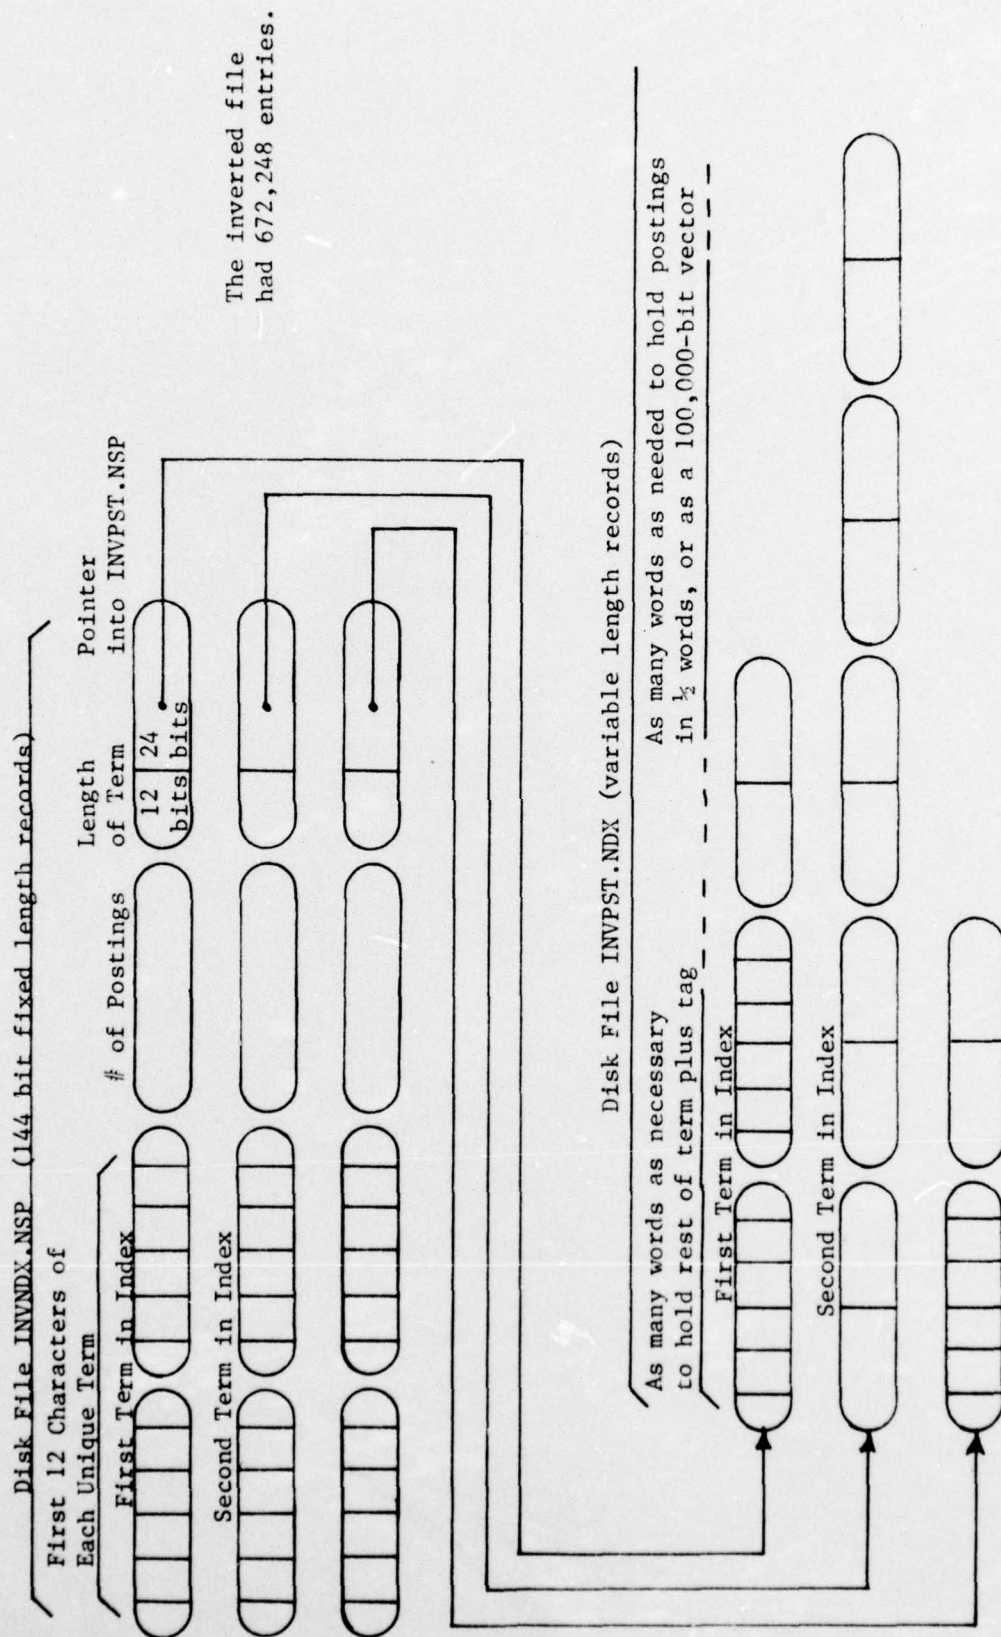 Disk File INVNDX.NSP (144 bit fixed length records)
First 12 Characters of
Each Unique Term
# of Postings
Length
of Term
Pointer
into INVPST.NSP
First Term in Index
12
bits
24
bits
Second Term in Index
The inverted file
had 672,248 entries.
Disk File INVPST.NDX (variable length records)
As many words as necessary
to hold rest of term plus tag
As many words as needed to hold postings
in ½ words, or as a 100,000-bit vector
First Term in Index
Second Term in Index